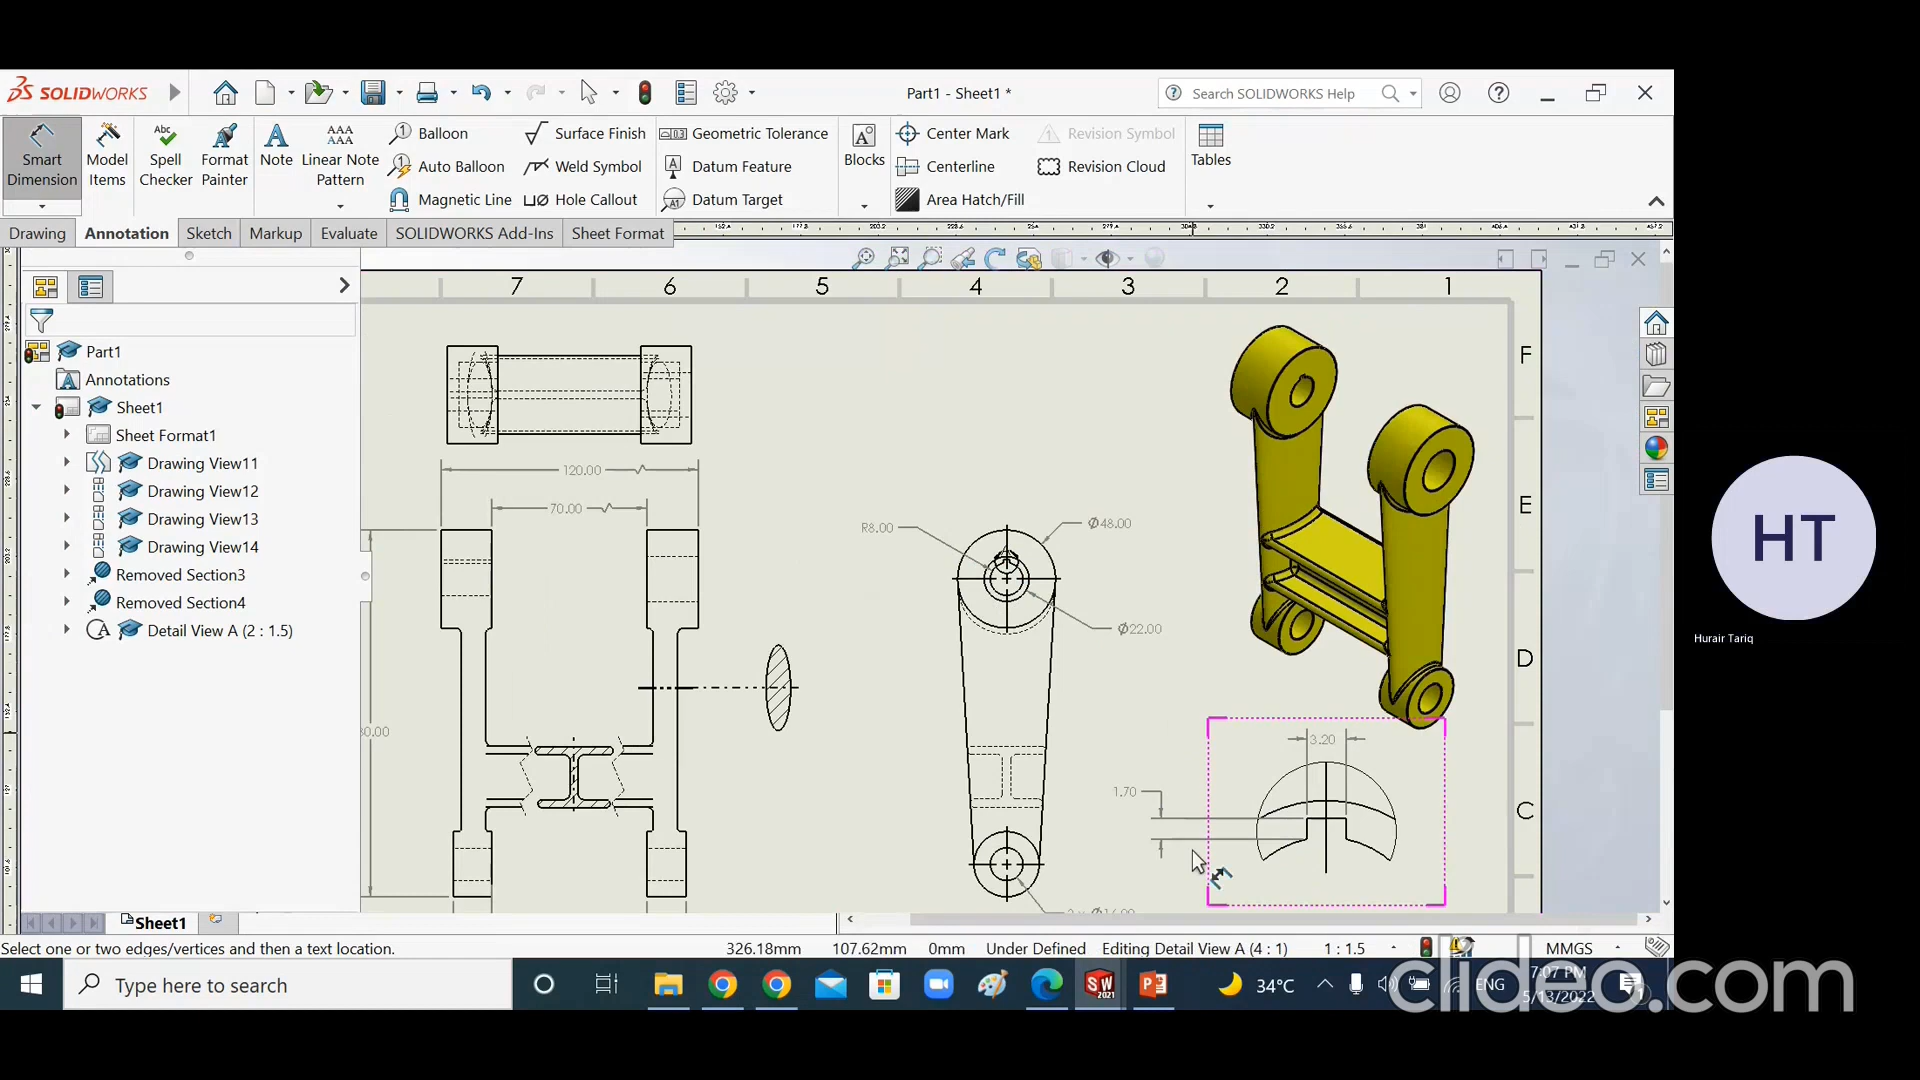 SOLIDWORKS
Part1 - Sheet1 *
Search SOLIDWORKS Help
Smart Dimension
Model Items
Spell Checker
Format Painter
Note
Linear Note Pattern
Balloon
Auto Balloon
Magnetic Line
Surface Finish
Weld Symbol
Hole Callout
Geometric Tolerance
Datum Feature
Datum Target
Blocks
Center Mark
Centerline
Area Hatch/Fill
Revision Symbol
Revision Cloud
Tables
Drawing
Annotation
Sketch
Markup
Evaluate
SOLIDWORKS Add-Ins
Sheet Format
7 6 5 4 3 2 1
F
E
D
C
Part1
Annotations
Sheet1
Sheet Format1
Drawing View11
Drawing View12
Drawing View13
Drawing View14
Removed Section3
Removed Section4
Detail View A (2 : 1.5)
120.00
70.00
R8.00
Ø48.00
Ø22.00
3.20
1.70
HT
Hurair Tariq
Sheet1
Select one or two edges/vertices and then a text location.
326.18mm
107.62mm
0mm
Under Defined
Editing Detail View A (4 : 1)
1 : 1.5
MMGS
Type here to search
34°C
ENG
7:07 PM
5/13/2022
clideo.com